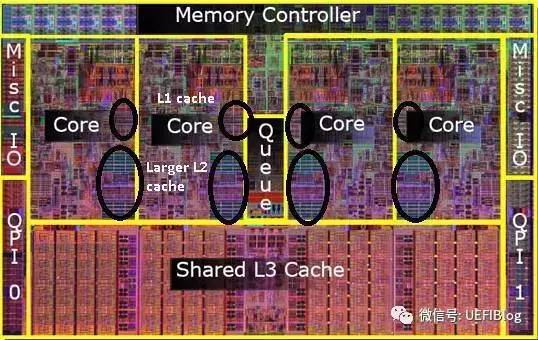 Memory Controller
Misc IO
Core
L1 cache
Core
Queue
Core
Core
Misc IO
Larger L2
cache
QPI 0
Shared L3 Cache
QPI 1
微信号: UEFIBlog